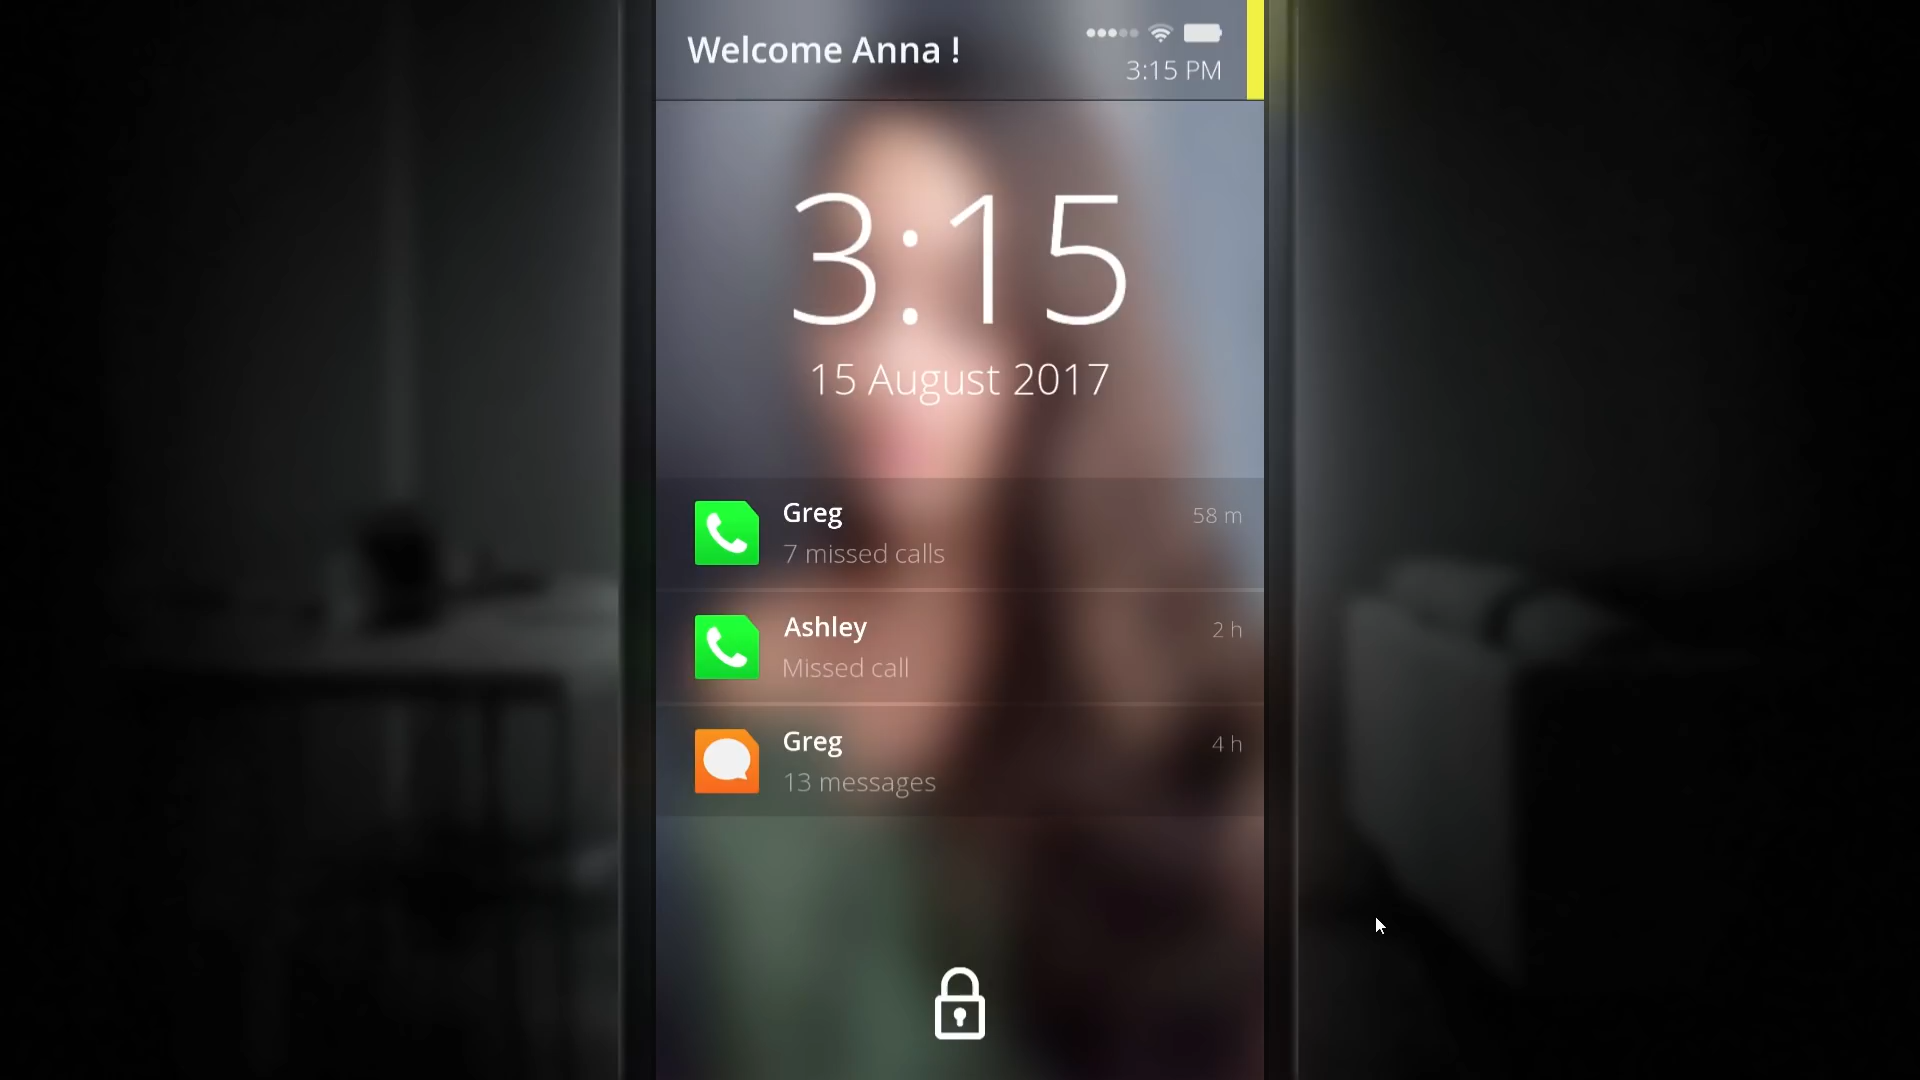 Welcome Anna !
3:15 PM
3:15
15 August 2017
Greg
58 m
7 missed calls
Ashley
2 h
Missed call
Greg
4 h
13 messages